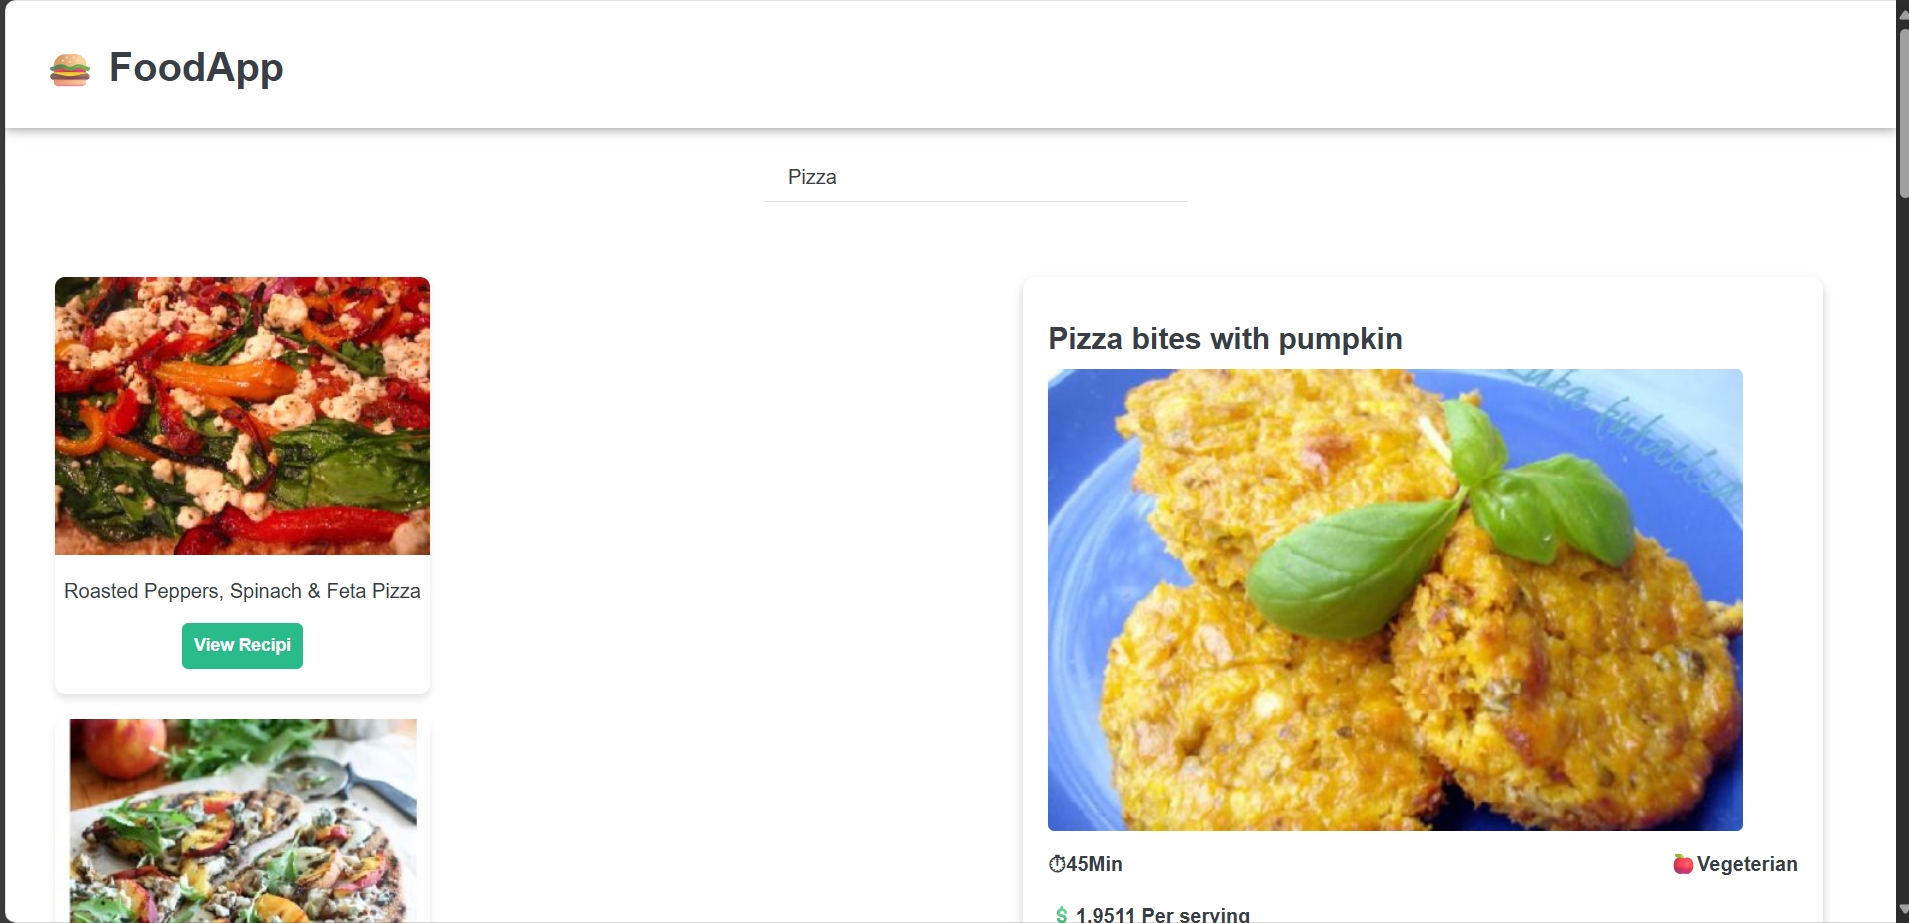 FoodApp
Pizza
Roasted Peppers, Spinach & Feta Pizza
View Recipi
Pizza bites with pumpkin
⏱45Min
🍎Vegeterian
$ 1.9511 Per serving